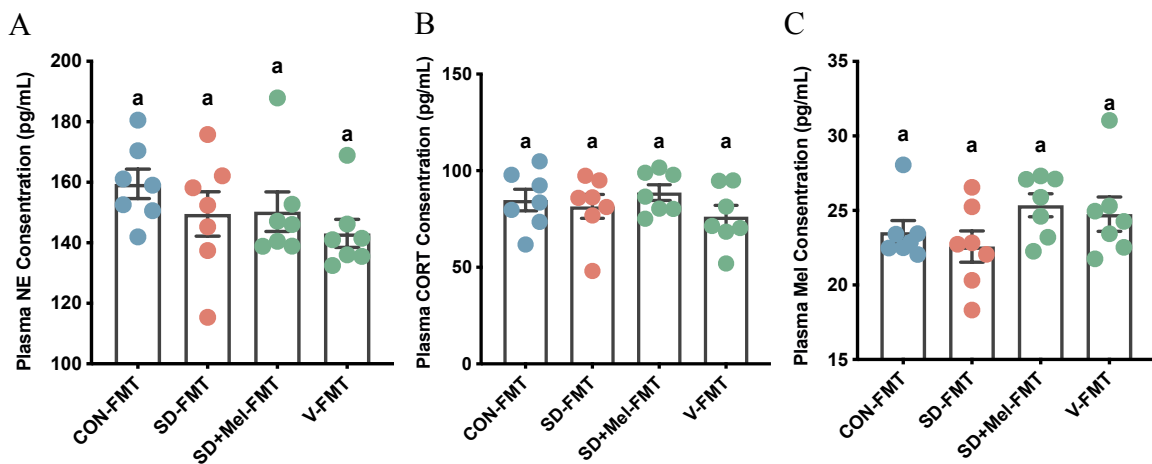 A
Plasma NE Consentration (pg/mL)
200
180
160
140
120
100
a
a
a
a
CON-FMT
SD-FMT
SD+Mel-FMT
V-FMT
B
Plasma CORT Consentration (pg/mL)
150
100
50
0
a
a
a
a
CON-FMT
SD-FMT
SD+Mel-FMT
V-FMT
C
Plasma Mel Consentration (pg/mL)
35
30
25
20
15
a
a
a
a
CON-FMT
SD-FMT
SD+Mel-FMT
V-FMT